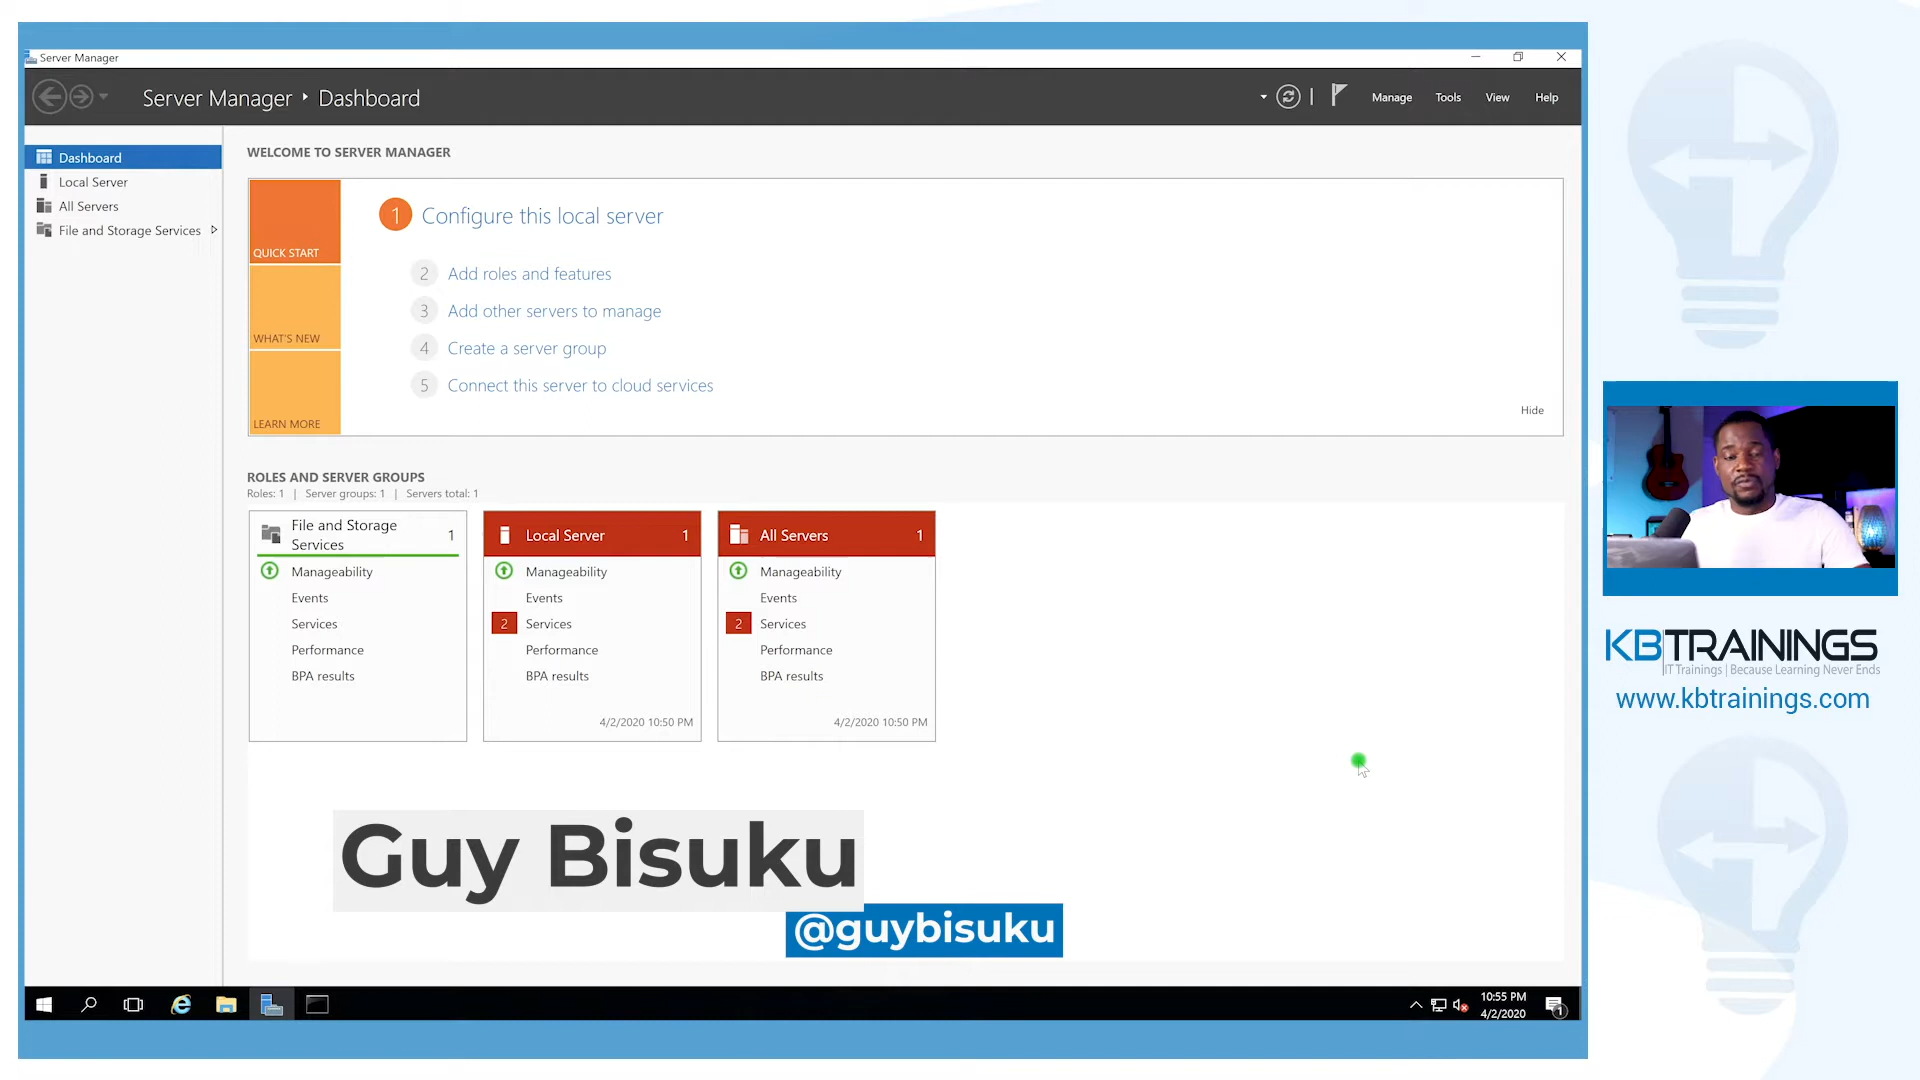 Server Manager
Server Manager ‣ Dashboard
Manage Tools View Help
Dashboard
Local Server
All Servers
File and Storage Services
WELCOME TO SERVER MANAGER
QUICK START
WHAT'S NEW
LEARN MORE
1 Configure this local server
2 Add roles and features
3 Add other servers to manage
4 Create a server group
5 Connect this server to cloud services
Hide
ROLES AND SERVER GROUPS
Roles: 1 | Server groups: 1 | Servers total: 1
File and Storage
Services 1
Manageability
Events
Services
Performance
BPA results
Local Server 1
Manageability
Events
2 Services
Performance
BPA results
4/2/2020 10:50 PM
All Servers 1
Manageability
Events
2 Services
Performance
BPA results
4/2/2020 10:50 PM
Guy Bisuku
@guybisuku
10:55 PM
4/2/2020
1
KBTRAININGS
IT Trainings | Because Learning Never Ends
www.kbtrainings.com